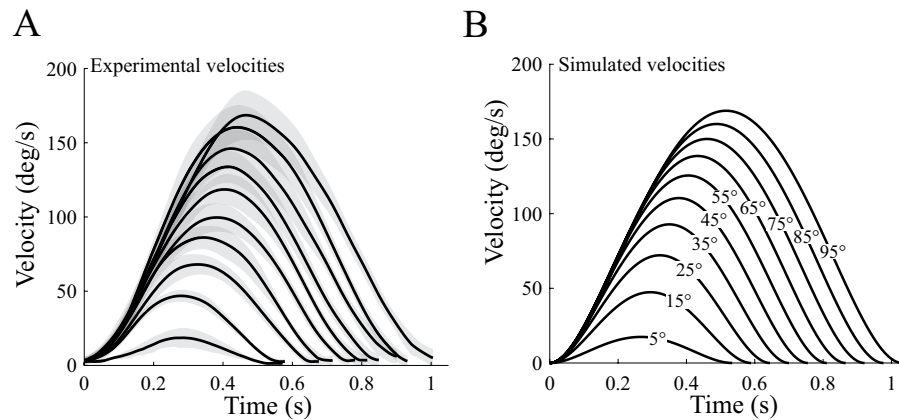 A
Experimental velocities
200
150
100
50
0
Velocity (deg/s)
0 0.2 0.4 0.6 0.8 1
Time (s)
B
Simulated velocities
200
150
100
50
0
Velocity (deg/s)
55°
65°
45°
75°
35°
85°
25°
95°
15°
5°
0 0.2 0.4 0.6 0.8 1
Time (s)